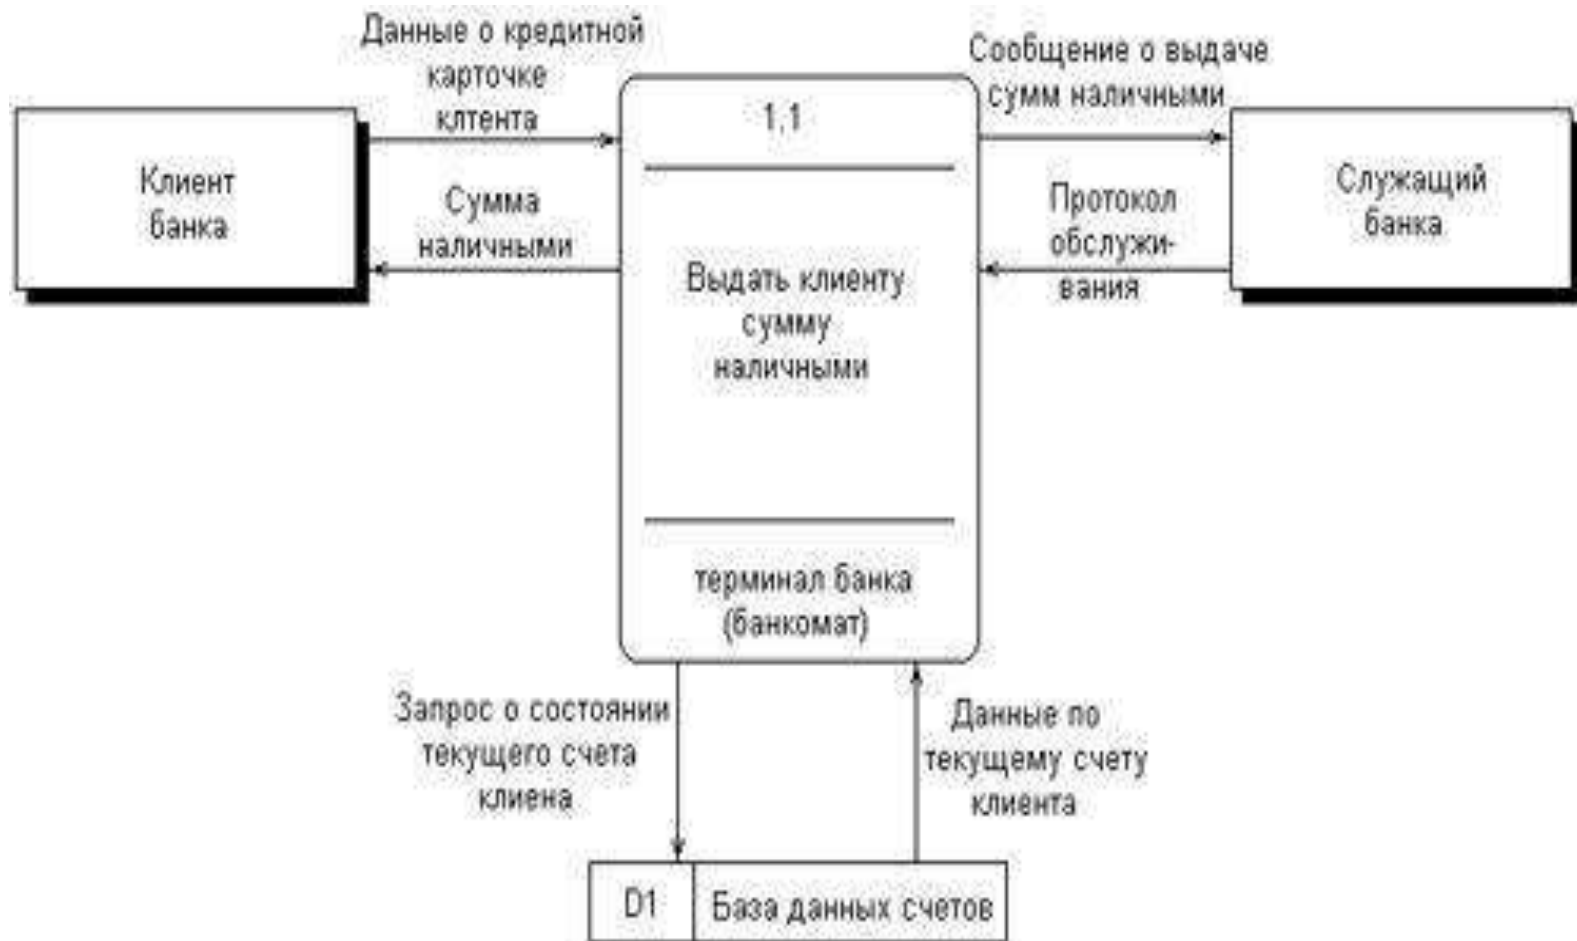 Данные о кредитной
карточке
клтента
Сообщение о выдаче
сумм наличными
1,1
Клиент
банка
Сумма
наличными
Протокол
обслужи-
вания
Служащий
банка
Выдать клиенту
сумму
наличными
терминал банка
(банкомат)
Запрос о состоянии
текущего счета
клиена
Данные по
текущему счету
клиента
D1
База данных счетов